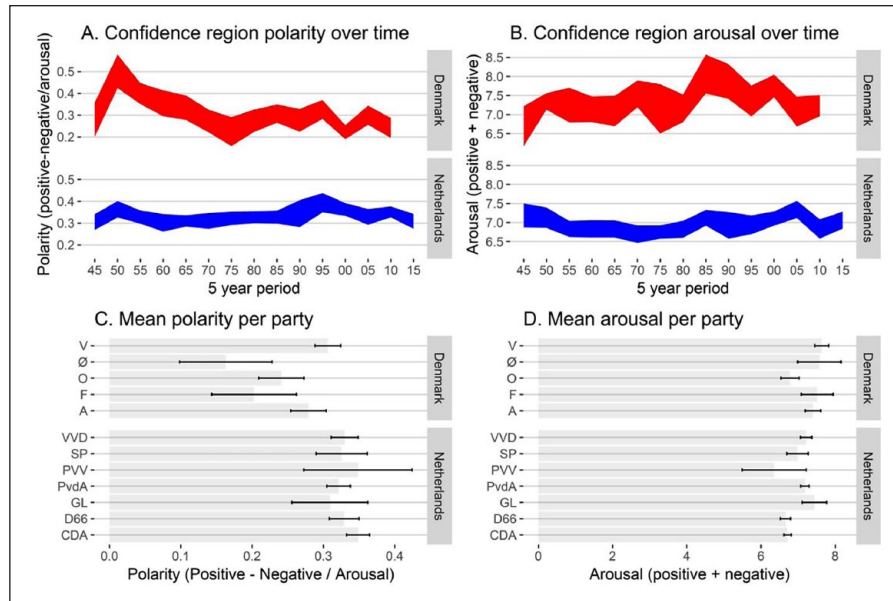 A. Confidence region polarity over time
Polarity (positive-negative/arousal)
0.5
0.4
0.3
0.2
Denmark
0.5
0.4
0.3
0.2
Netherlands
45 50 55 60 65 70 75 80 85 90 95 00 05 10 15
5 year period
B. Confidence region arousal over time
Arousal (positive + negative)
8.5
8.0
7.5
7.0
6.5
Denmark
8.5
8.0
7.5
7.0
6.5
Netherlands
45 50 55 60 65 70 75 80 85 90 95 00 05 10 15
5 year period
C. Mean polarity per party
V
Ø
O
F
A
Denmark
VVD
SP
PVV
PvdA
GL
D66
CDA
Netherlands
0.0 0.1 0.2 0.3 0.4
Polarity (Positive - Negative / Arousal)
D. Mean arousal per party
V
Ø
O
F
A
Denmark
VVD
SP
PVV
PvdA
GL
D66
CDA
Netherlands
0 2 4 6 8
Arousal (positive + negative)